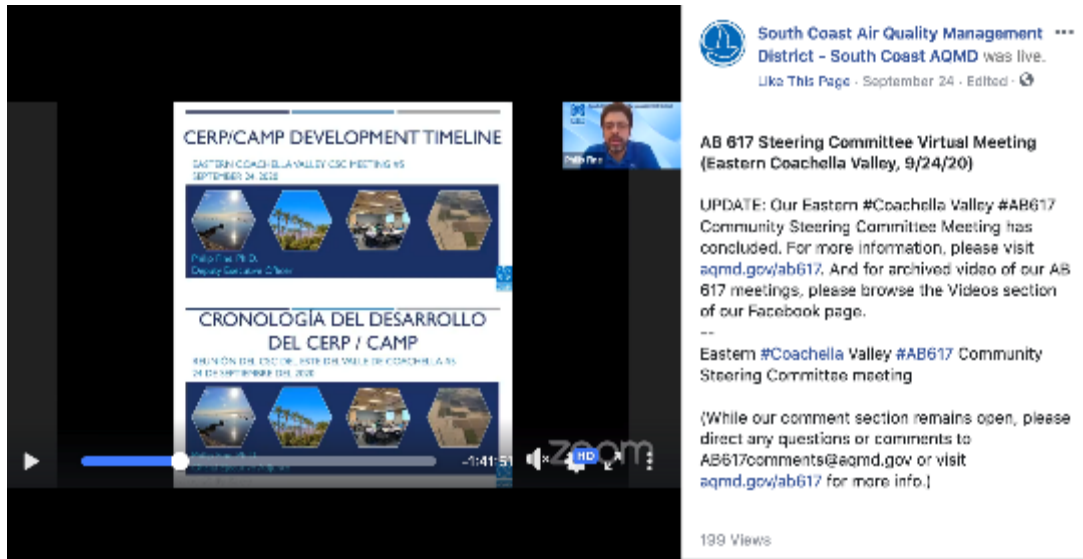 CERP/CAMP DEVELOPMENT TIMELINE
EASTERN COACHELLA VALLEY CSC MEETING #5
SEPTEMBER 24, 2020
Philip Fine, Ph.D.
Deputy Executive Officer
CRONOLOGÍA DEL DESARROLLO
DEL CERP / CAMP
REUNIÓN DEL CSC DEL ESTE DEL VALLE DE COACHELLA #5
24 DE SEPTIEMBRE DEL 2020
Philip Fine
zoom
-1:41:51
HD
South Coast Air Quality Management
District - South Coast AQMD was live.
Like This Page · September 24 · Edited ·
AB 617 Steering Committee Virtual Meeting
(Eastern Coachella Valley, 9/24/20)
UPDATE: Our Eastern #Coachella Valley #AB617
Community Steering Committee Meeting has
concluded. For more information, please visit
aqmd.gov/ab617. And for archived video of our AB
617 meetings, please browse the Videos section
of our Facebook page.
--
Eastern #Coachella Valley #AB617 Community
Steering Committee meeting
(While our comment section remains open, please
direct any questions or comments to
AB617comments@aqmd.gov or visit
aqmd.gov/ab617 for more info.)
199 Views